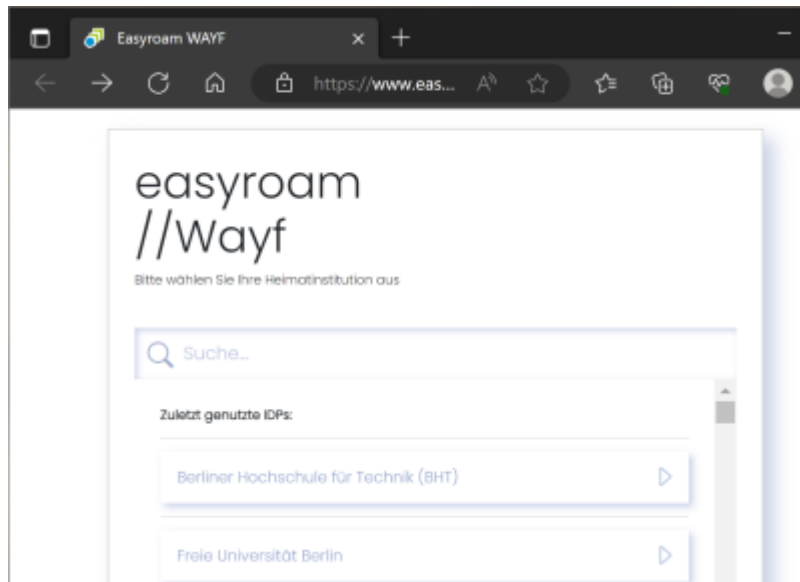 Easyroam WAYF
https://www.eas...
easyroam
//Wayf
Bitte wählen Sie Ihre Heimatinstitution aus
Suche...
Zuletzt genutzte IDPs:
Berliner Hochschule für Technik (BHT)
Freie Universität Berlin